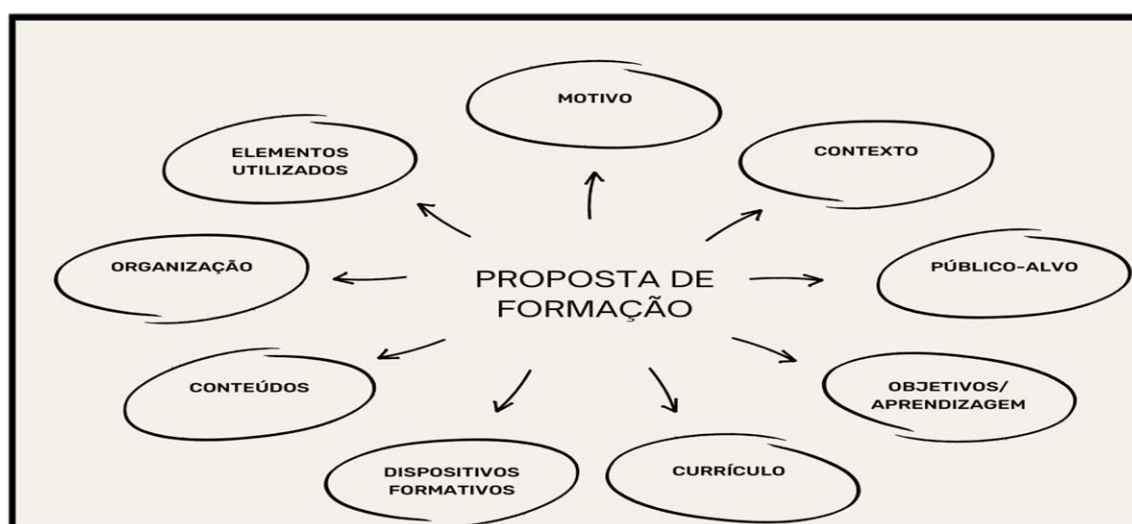 MOTIVO
ELEMENTOS
UTILIZADOS
CONTEXTO
ORGANIZAÇÃO
PROPOSTA DE
FORMAÇÃO
PÚBLICO-ALVO
CONTEÚDOS
OBJETIVOS/
APRENDIZAGEM
DISPOSITIVOS
FORMATIVOS
CURRÍCULO